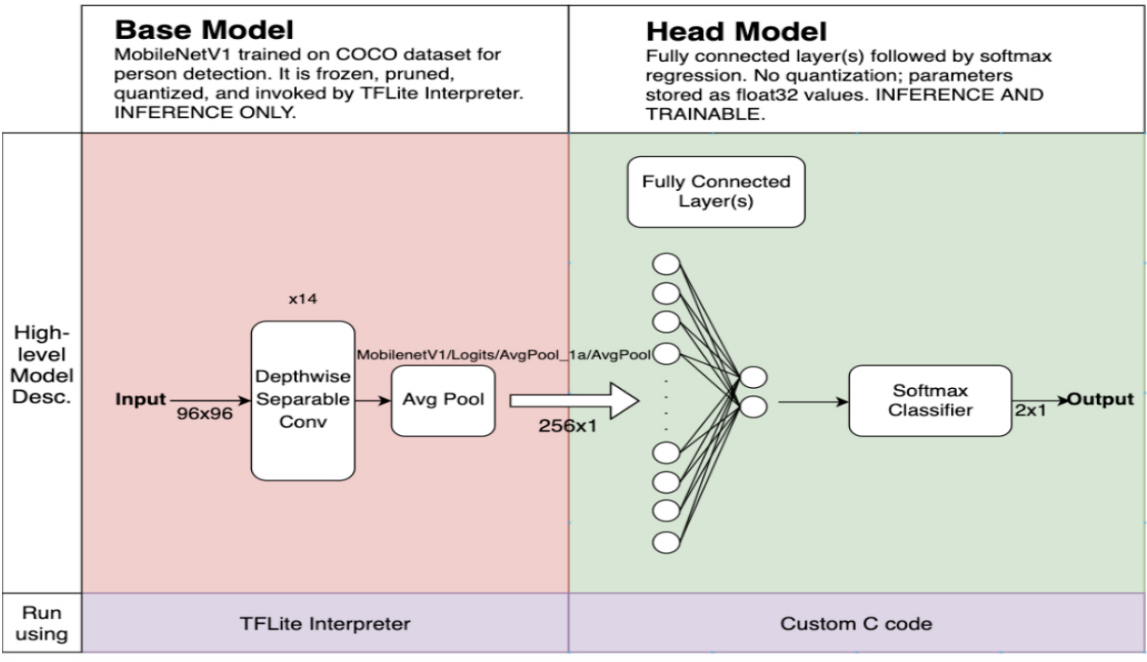 Base Model
MobileNetV1 trained on COCO dataset for
person detection. It is frozen, pruned,
quantized, and invoked by TFLite Interpreter.
INFERENCE ONLY.
Head Model
Fully connected layer(s) followed by softmax
regression. No quantization; parameters
stored as float32 values. INFERENCE AND
TRAINABLE.
High-
level
Model
Desc.
Input
96x96
x14
Depthwise
Separable
Conv
MobilenetV1/Logits/AvgPool_1a/AvgPool
Avg Pool
256x1
Fully Connected
Layer(s)
Softmax
Classifier
2x1
Output
Run
using
TFLite Interpreter
Custom C code